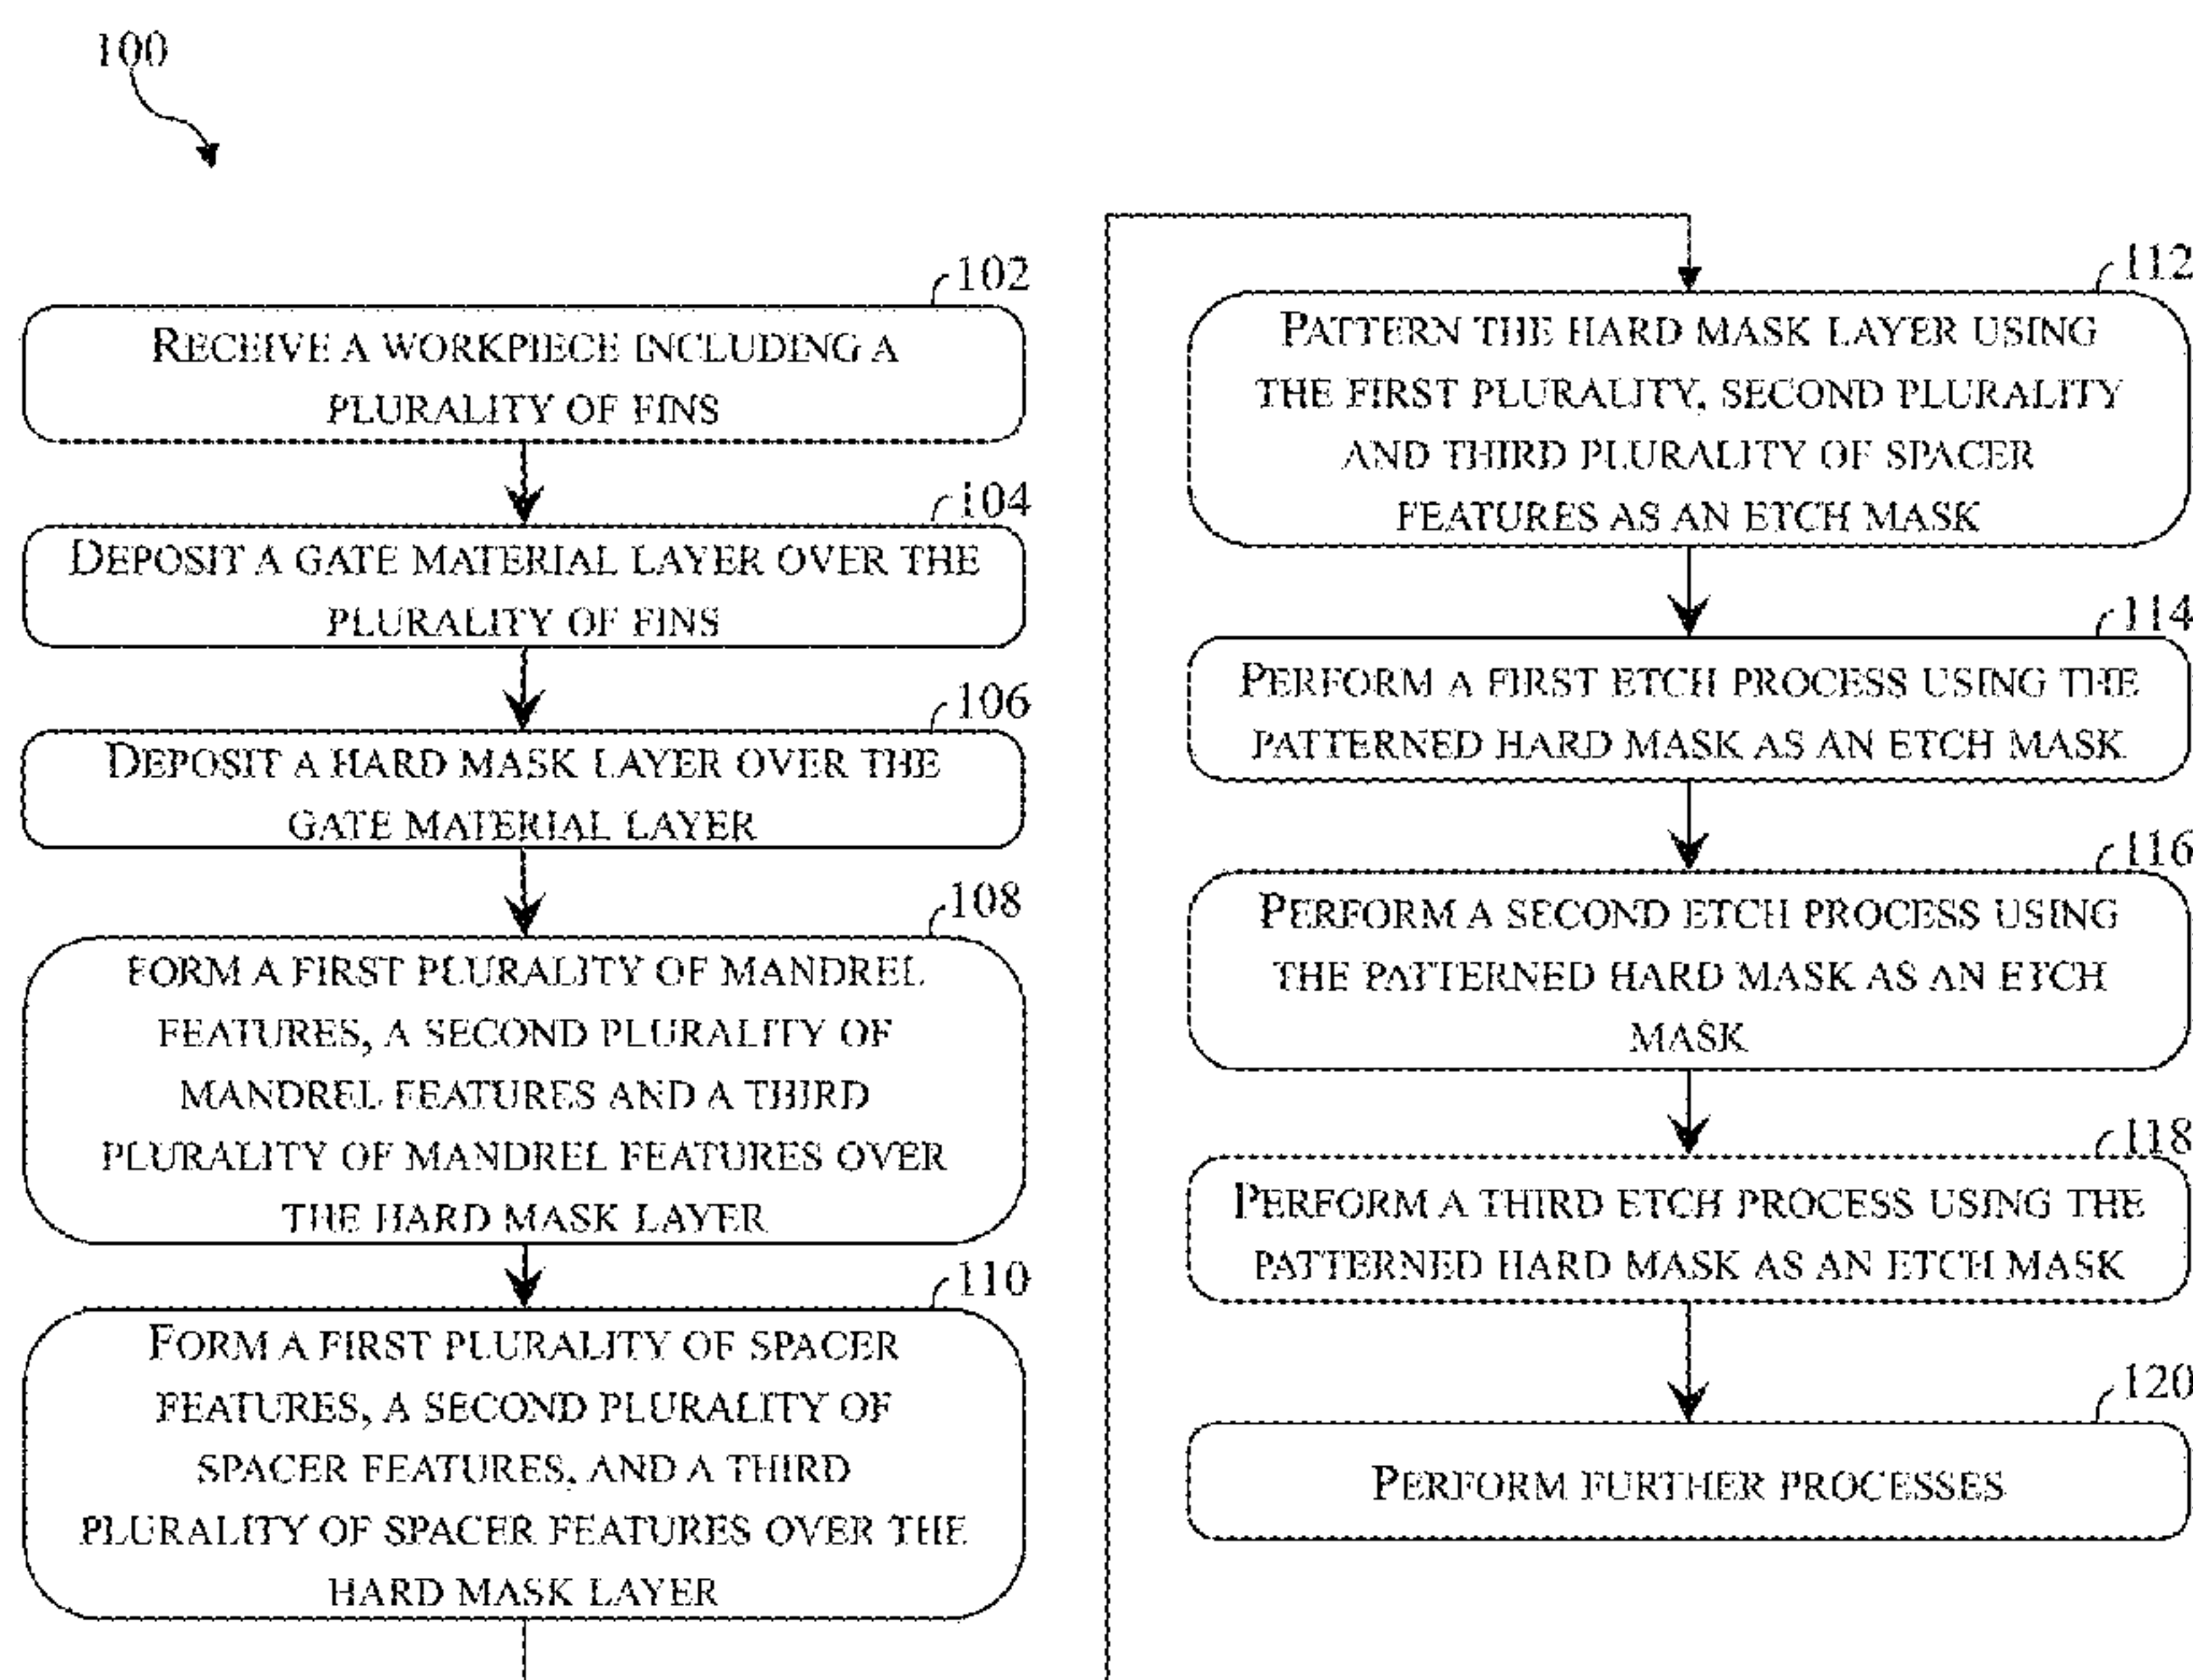 100
102
RECEIVE A WORKPIECE INCLUDING A
PLURALITY OF FINS
104
DEPOSIT A GATE MATERIAL LAYER OVER THE
PLURALITY OF FINS
106
DEPOSIT A HARD MASK LAYER OVER THE
GATE MATERIAL LAYER
108
FORM A FIRST PLURALITY OF MANDREL
FEATURES, A SECOND PLURALITY OF
MANDREL FEATURES AND A THIRD
PLURALITY OF MANDREL FEATURES OVER
THE HARD MASK LAYER
110
FORM A FIRST PLURALITY OF SPACER
FEATURES, A SECOND PLURALITY OF
SPACER FEATURES, AND A THIRD
PLURALITY OF SPACER FEATURES OVER THE
HARD MASK LAYER
112
PATTERN THE HARD MASK LAYER USING
THE FIRST PLURALITY, SECOND PLURALITY
AND THIRD PLURALITY OF SPACER
FEATURES AS AN ETCH MASK
114
PERFORM A FIRST ETCH PROCESS USING THE
PATTERNED HARD MASK AS AN ETCH MASK
116
PERFORM A SECOND ETCH PROCESS USING
THE PATTERNED HARD MASK AS AN ETCH
MASK
118
PERFORM A THIRD ETCH PROCESS USING THE
PATTERNED HARD MASK AS AN ETCH MASK
120
PERFORM FURTHER PROCESSES